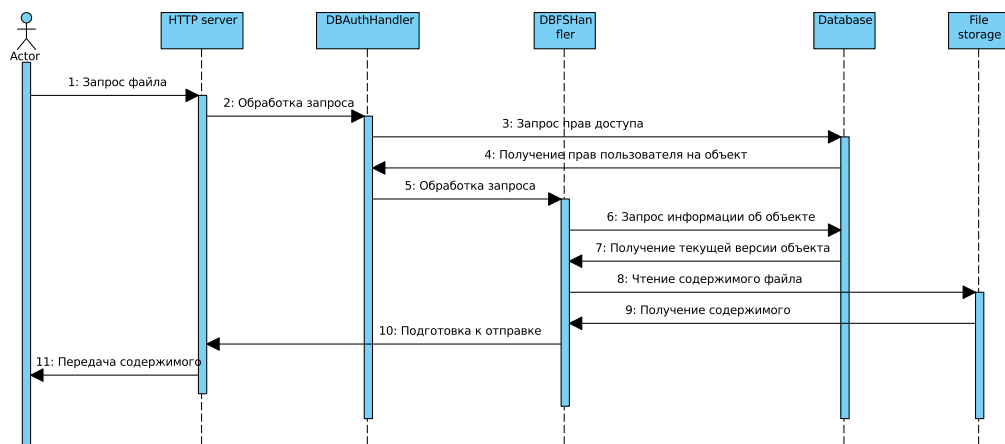 HTTP server
DBAuthHandler
DBFSHan
fler
Database
File
storage
Actor
1: Запрос файла
2: Обработка запроса
3: Запрос прав доступа
4: Получение прав пользователя на объект
5: Обработка запроса
6: Запрос информации об объекте
7: Получение текущей версии объекта
8: Чтение содержимого файла
9: Получение содержимого
10: Подготовка к отправке
11: Передача содержимого